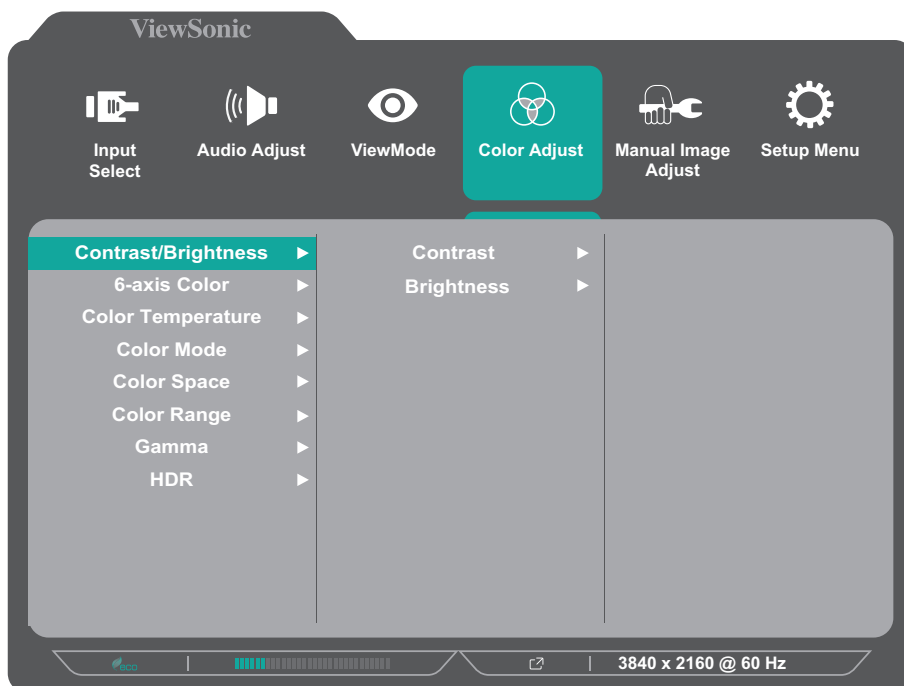 ViewSonic
Input
Select
Audio Adjust
ViewMode
Color Adjust
Manual Image
Adjust
Setup Menu
Contrast/Brightness
6-axis Color
Color Temperature
Color Mode
Color Space
Color Range
Gamma
HDR
Contrast
Brightness
eco
3840 x 2160 @ 60 Hz